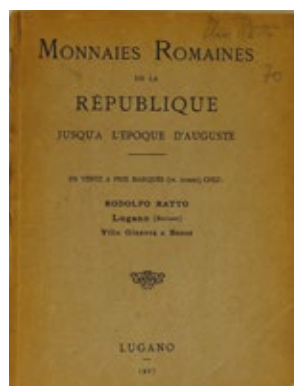 70
MONNAIES ROMAINES
DE LA
RÉPUBLIQUE
JUSQU'A L'ÉPOQUE D'AUGUSTE
EN VENTE A PRIX MARQUÉS CHEZ
RODOLFO RATTO
Lugano (Suisse)
Villa Ginevra a Besso
LUGANO